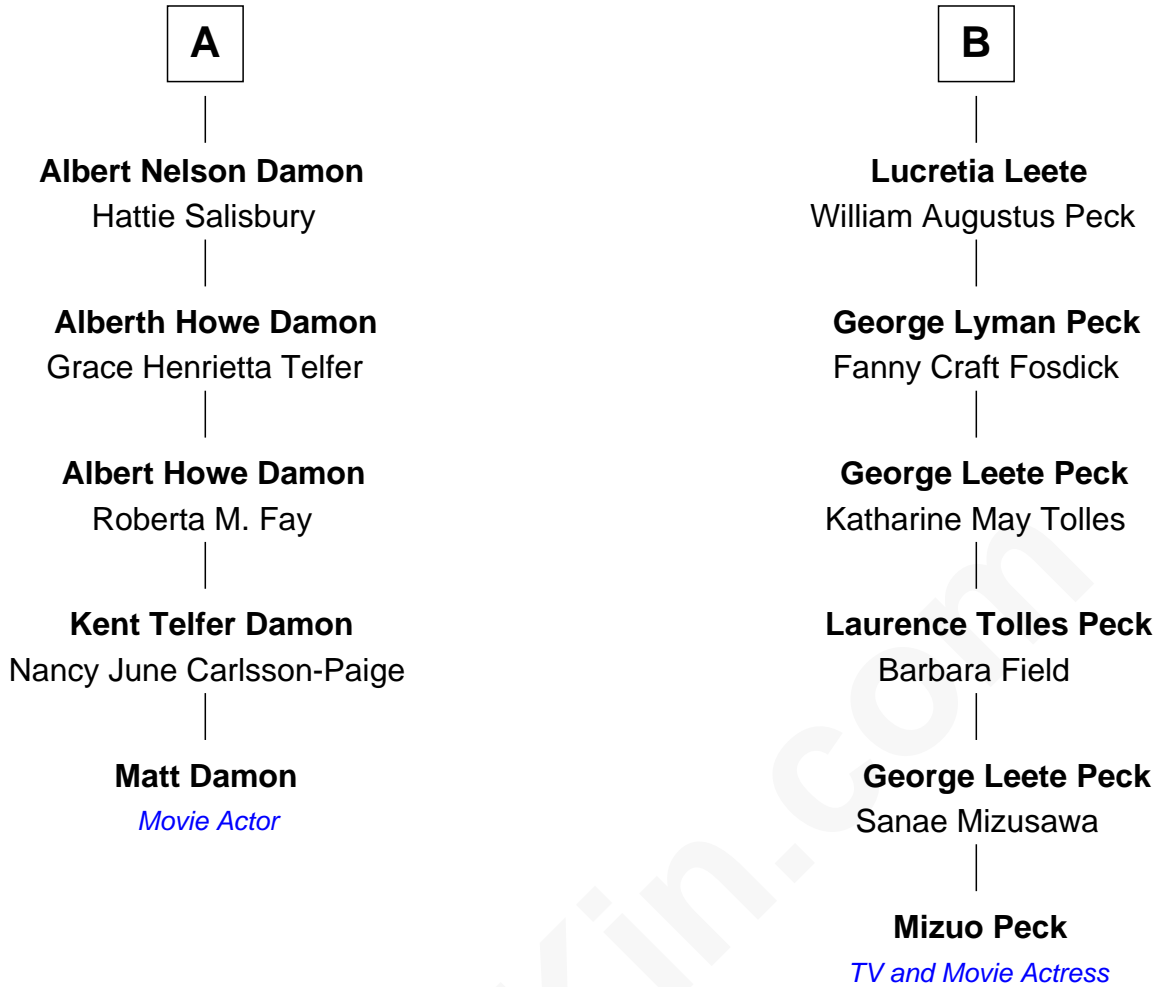 A
Albert Nelson Damon
Hattie Salisbury
Alberth Howe Damon
Grace Henrietta Telfer
Albert Howe Damon
Roberta M. Fay
Kent Telfer Damon
Nancy June Carlsson-Paige
Matt Damon
Movie Actor
B
Lucretia Leete
William Augustus Peck
George Lyman Peck
Fanny Craft Fosdick
George Leete Peck
Katharine May Tolles
Laurence Tolles Peck
Barbara Field
George Leete Peck
Sanae Mizusawa
Mizuo Peck
TV and Movie Actress
Kin.com